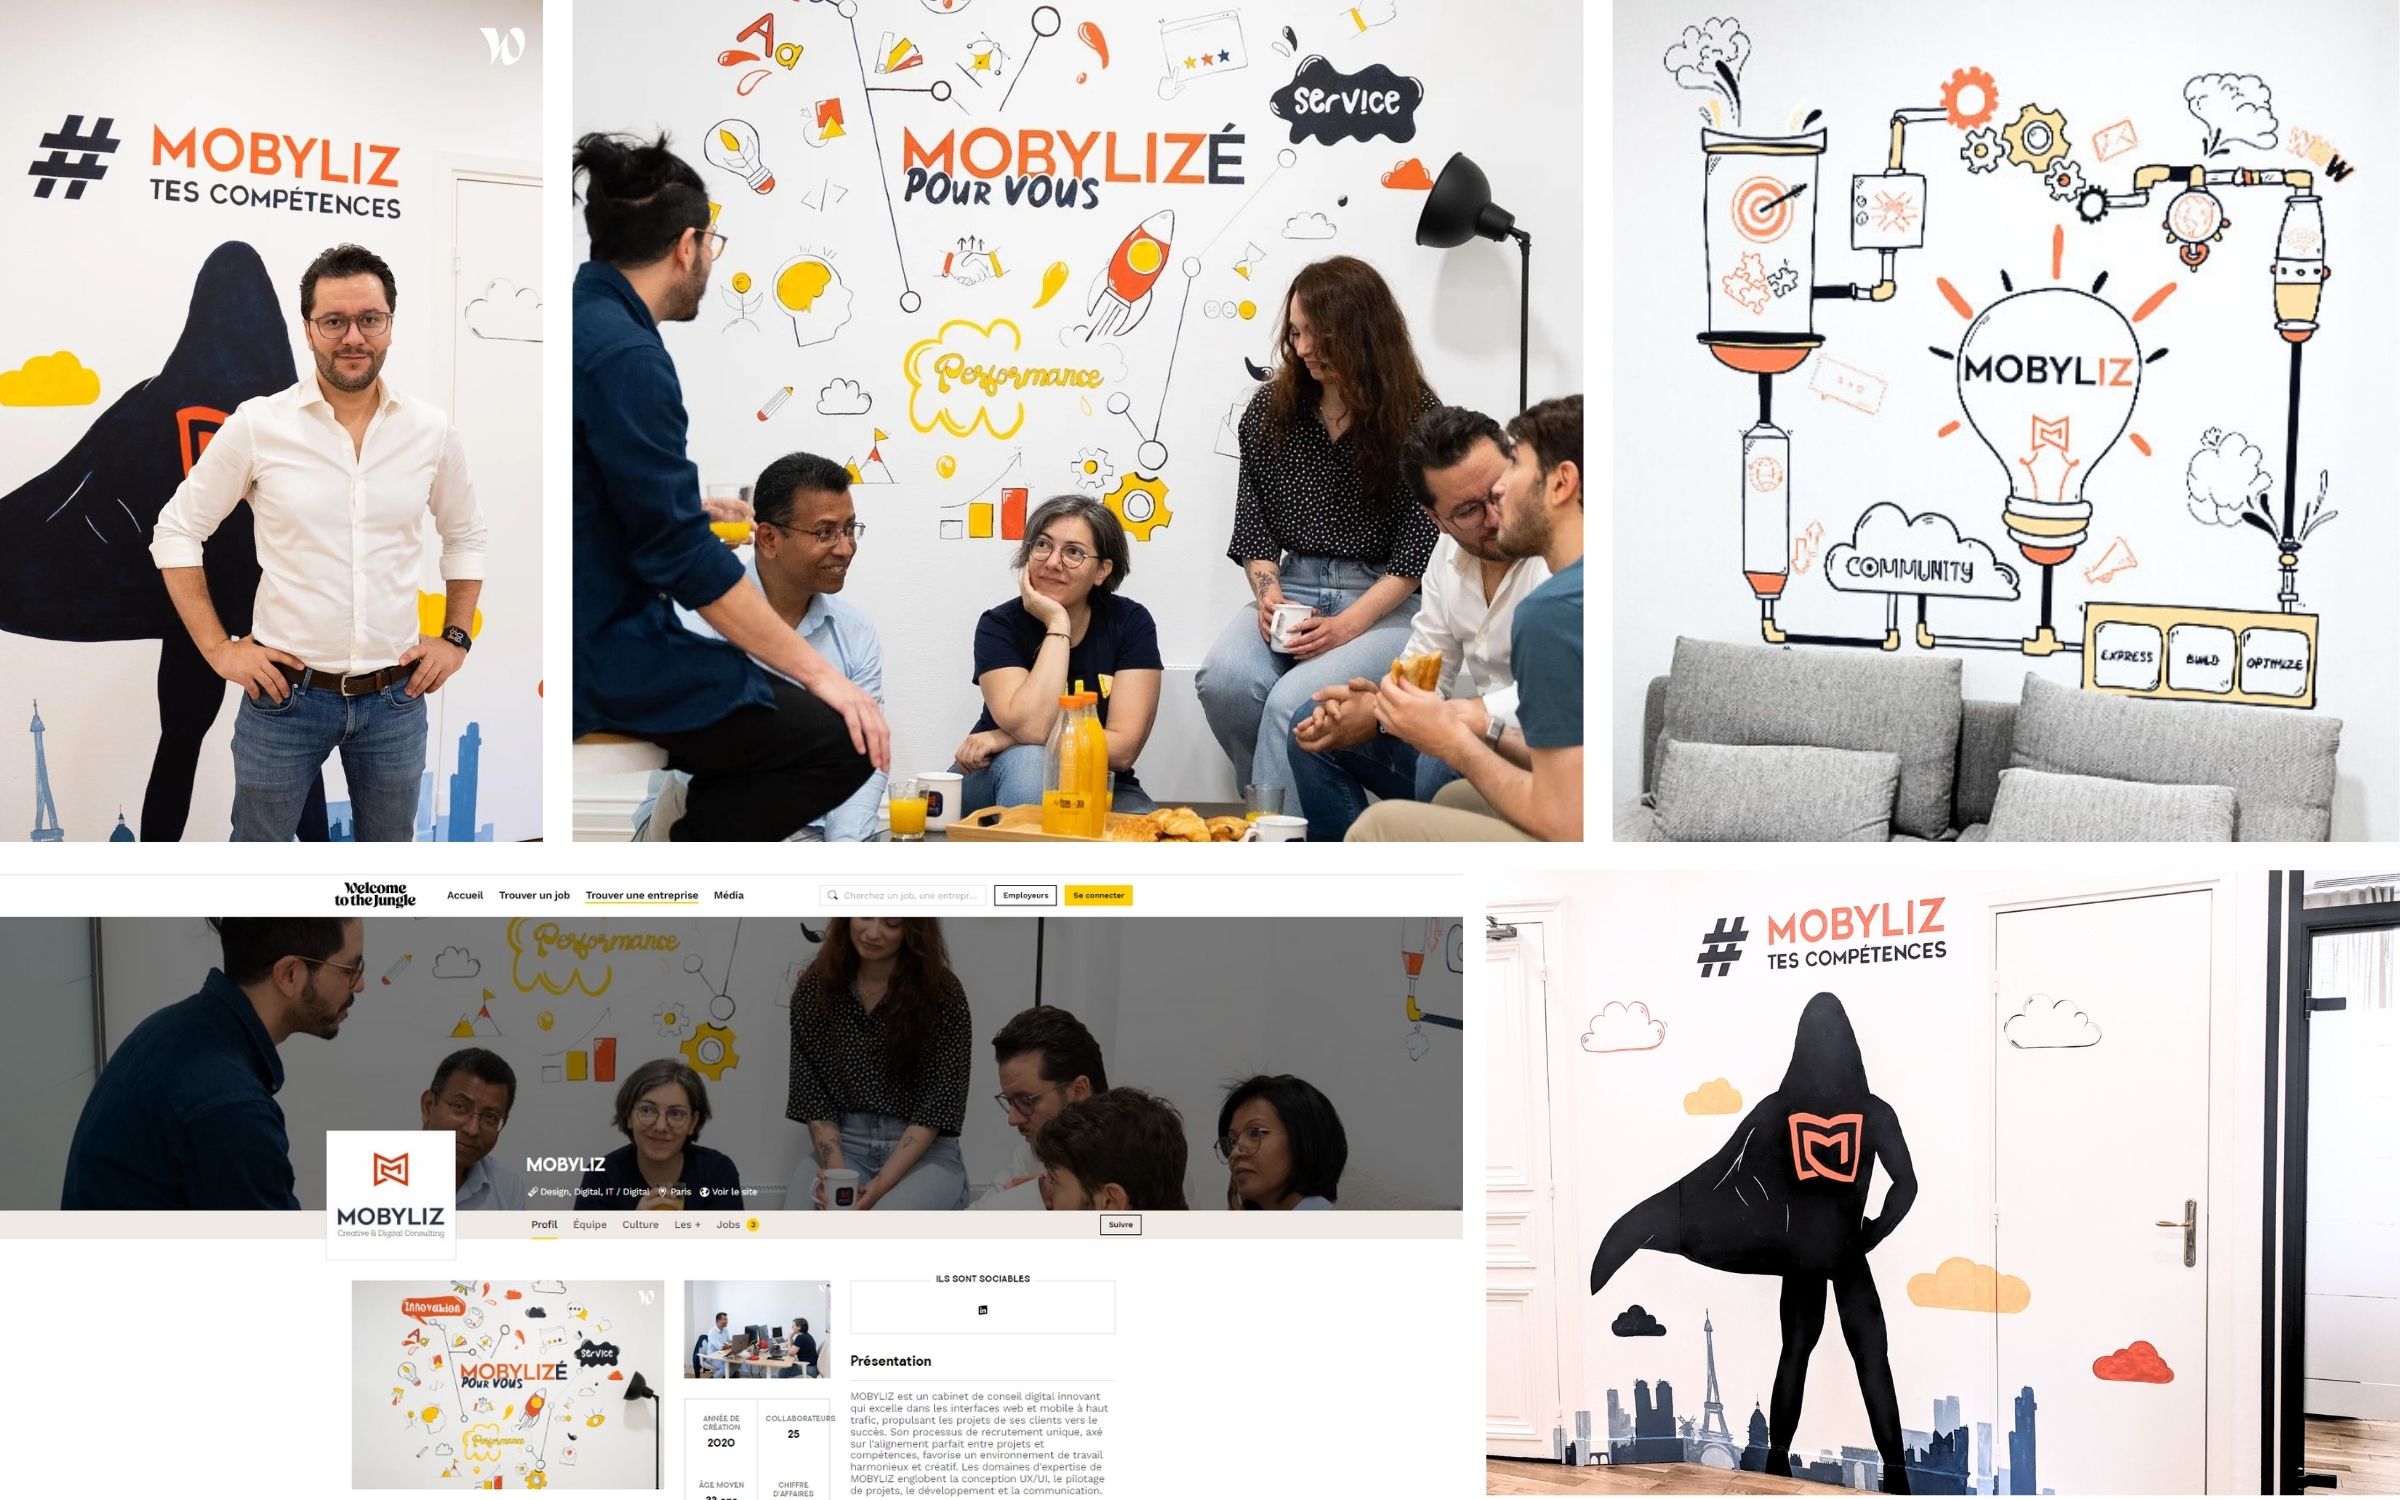 W
# MOBYLIZ
TES COMPÉTENCES
Aa
</>
Service
MOBYLIZÉ
POUR VOUS
Performance
WWW
MOBYLIZ
COMMUNITY
EXPRESS
BUILD
OPTIMIZE
Welcome
to the Jungle
Accueil
Trouver un job
Trouver une entreprise
Média
Cherchez un job, une entrepr...
Employeurs
Se connecter
Performance
MOBYLIZ
Design, Digital, IT / Digital
Paris
Voir le site
MOBYLIZ
Creative & Digital Consulting
Profil
Équipe
Culture
Les +
Jobs
3
Suivre
Innovation
Aa
Service
MOBYLIZÉ
POUR VOUS
Performance
W
ANNÉE DE
CRÉATION
2020
COLLABORATEURS
25
ÂGE MOYEN
CHIFFRE
D'AFFAIRES
ILS SONT SOCIABLES
in
Présentation
MOBYLIZ est un cabinet de conseil digital innovant
qui excelle dans les interfaces web et mobile à haut
trafic, propulsant les projets de ses clients vers le
succès. Son processus de recrutement unique, axé
sur l'alignement parfait entre projets et
compétences, favorise un environnement de travail
harmonieux et créatif. Les domaines d'expertise de
MOBYLIZ englobent la conception UX/UI, le pilotage
de projets, le développement et la communication.
# MOBYLIZ
TES COMPÉTENCES